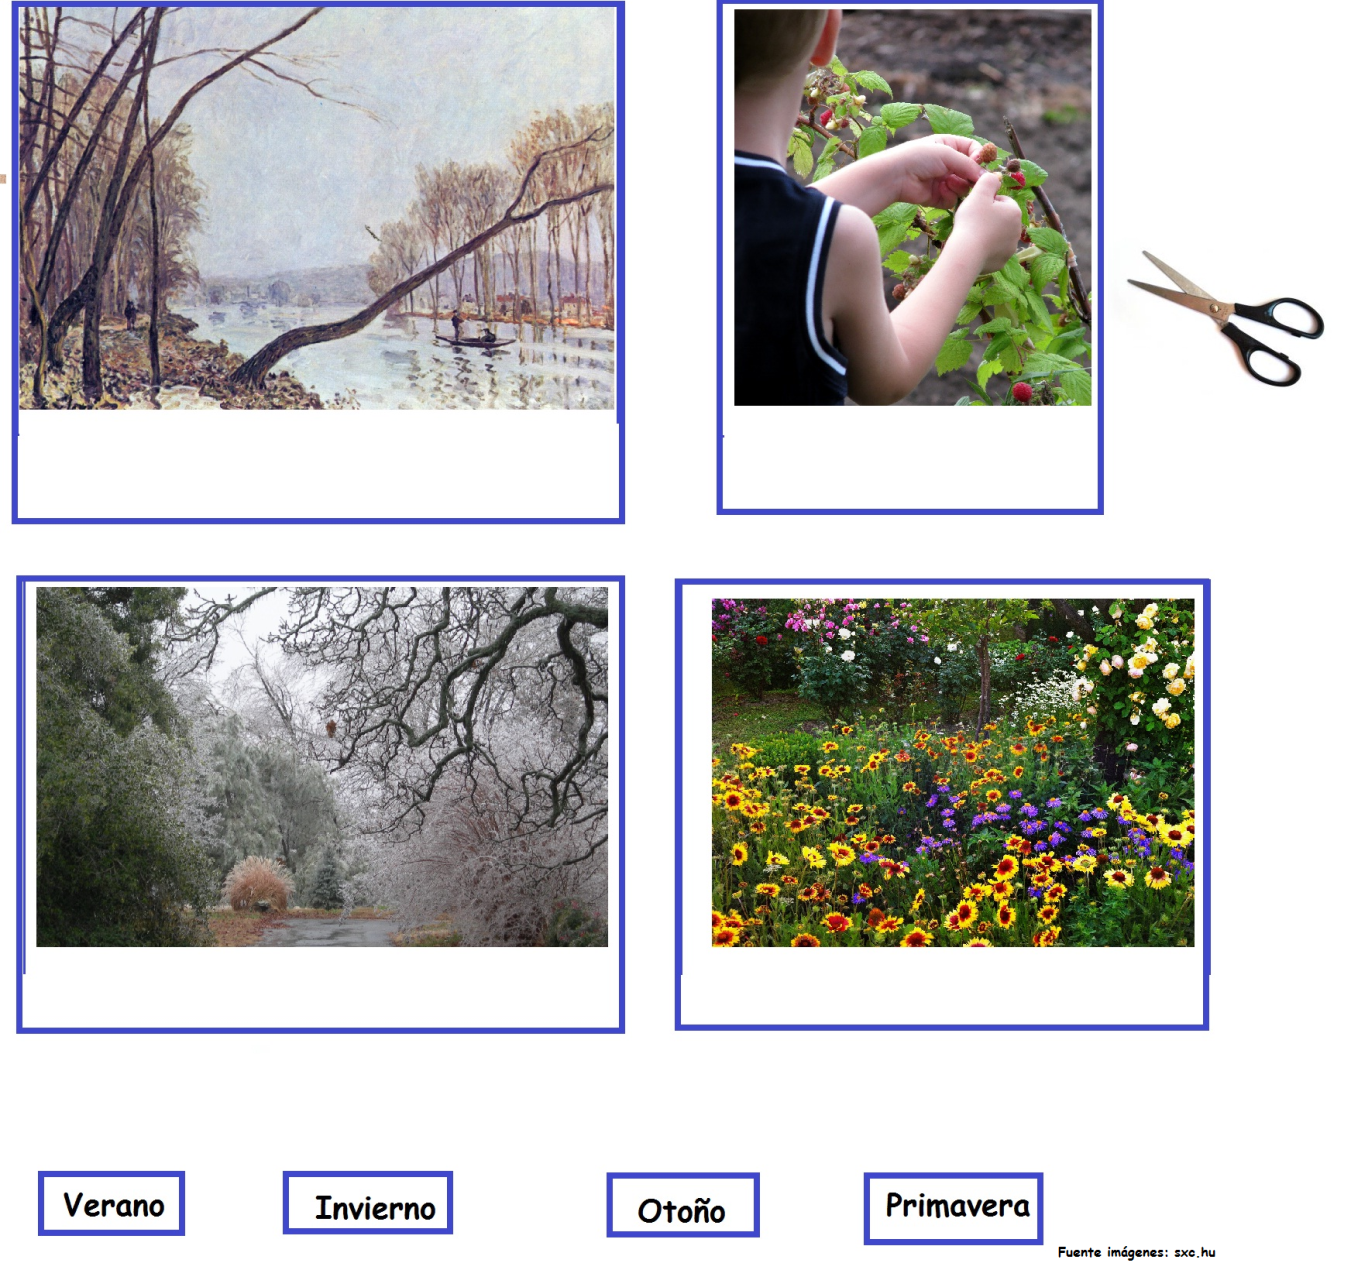 Verano
Invierno
Otoño
Primavera
Fuente imágenes: sxc.hu